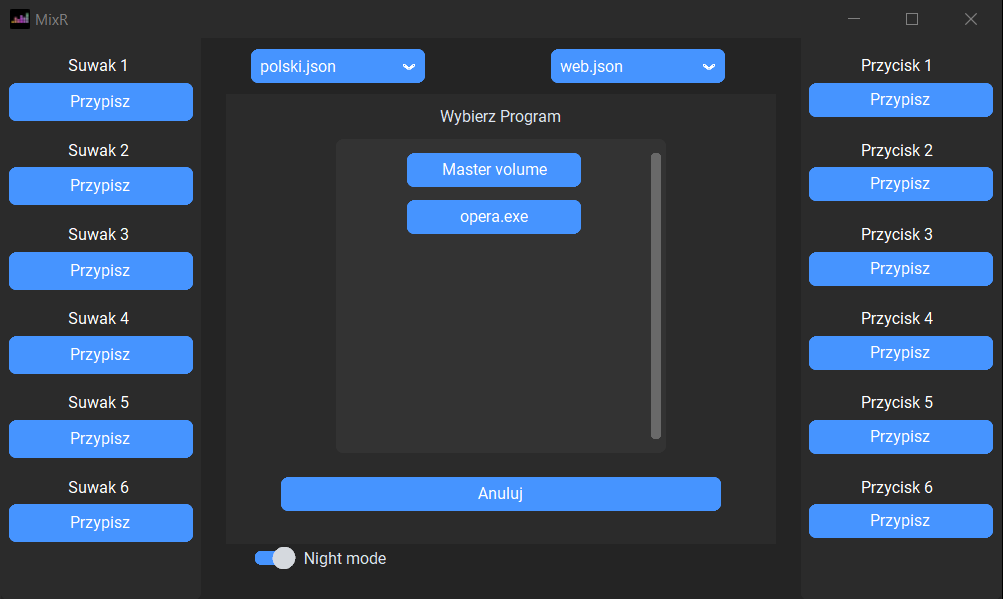 MixR
Suwak 1
Przypisz
Suwak 2
Przypisz
Suwak 3
Przypisz
Suwak 4
Przypisz
Suwak 5
Przypisz
Suwak 6
Przypisz
polski.json
web.json
Wybierz Program
Master volume
opera.exe
Anuluj
Night mode
Przycisk 1
Przypisz
Przycisk 2
Przypisz
Przycisk 3
Przypisz
Przycisk 4
Przypisz
Przycisk 5
Przypisz
Przycisk 6
Przypisz